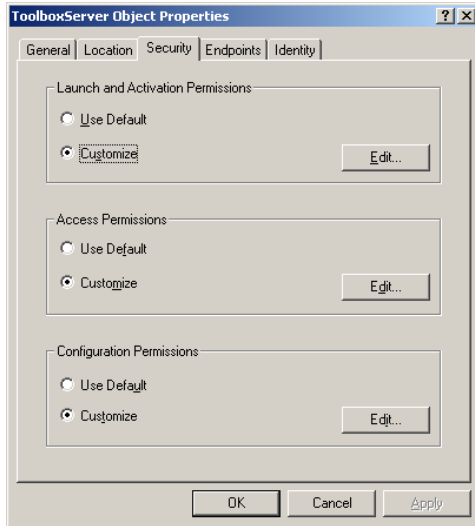 ToolboxServer Object Properties
General Location Security Endpoints Identity
Launch and Activation Permissions
Use Default
Customize
Edit...
Access Permissions
Use Default
Customize
Edit...
Configuration Permissions
Use Default
Customize
Edit...
OK Cancel Apply